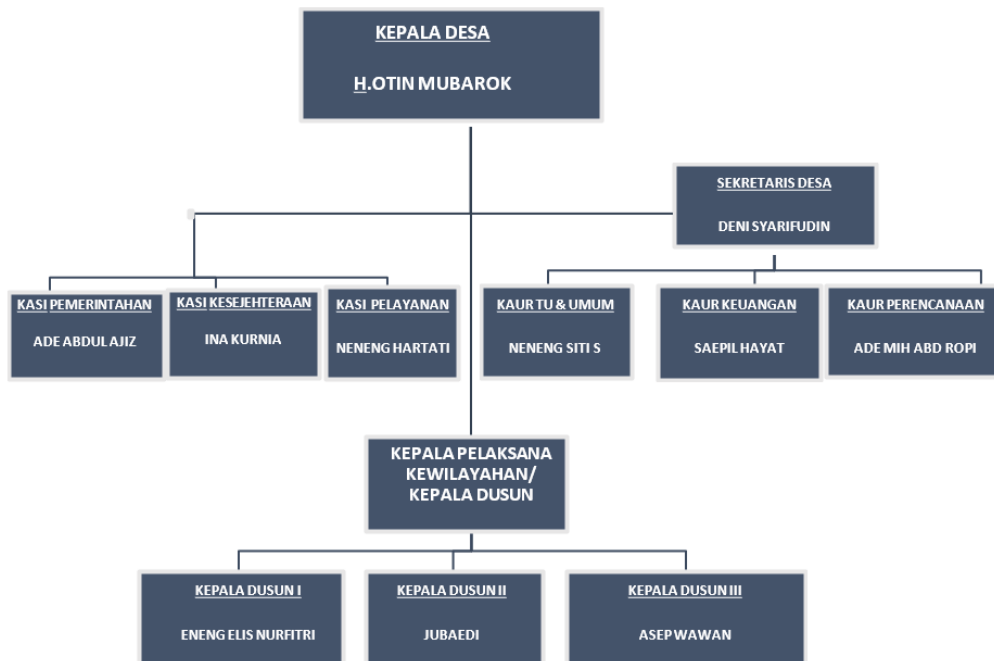 KEPALA DESA
H.OTIN MUBAROK
SEKRETARIS DESA
DENI SYARIFUDIN
KASI PEMERINTAHAN
ADE ABDUL AJIZ
KASI KESEJEHTERAAN
INA KURNIA
KASI PELAYANAN
NENENG HARTATI
KAUR TU & UMUM
NENENG SITI S
KAUR KEUANGAN
SAEPIL HAYAT
KAUR PERENCANAAN
ADE MIH ABD ROPI
KEPALA PELAKSANA
KEWILAYAHAN/
KEPALA DUSUN
KEPALA DUSUN I
ENENG ELIS NURFITRI
KEPALA DUSUN II
JUBAEDI
KEPALA DUSUN III
ASEP WAWAN